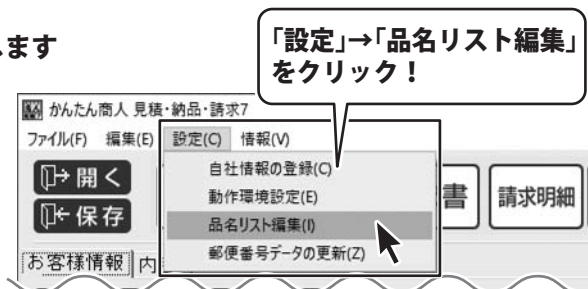 します
「設定」→「品名リスト編集」
をクリック！
かんたん商人 見積・納品・請求7
ファイル(F) 編集(E) 設定(C) 情報(V)
開く
保存
自社情報の登録(C)
動作環境設定(E)
品名リスト編集(I)
郵便番号データの更新(Z)
書
請求明細
お客様情報 内